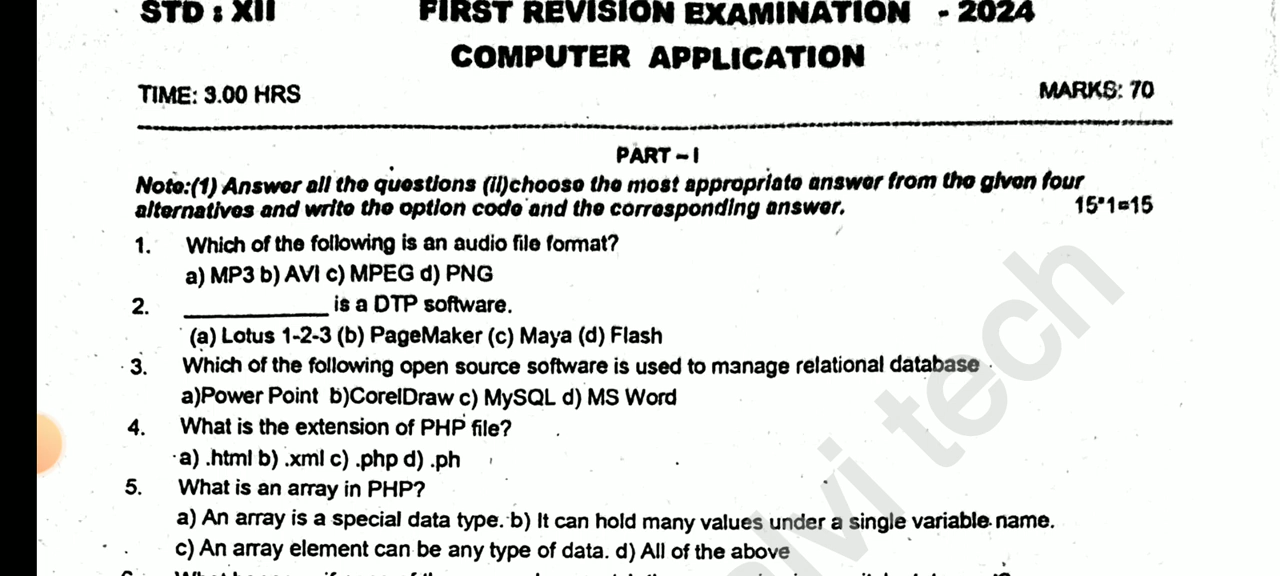 STD : XII FIRST REVISION EXAMINATION - 2024
COMPUTER APPLICATION
TIME: 3.00 HRS MARKS: 70
PART – I
Note:(1) Answer all the questions (ii)choose the most appropriate answer from the given four
alternatives and write the option code and the corresponding answer. 15*1=15
1. Which of the following is an audio file format?
a) MP3 b) AVI c) MPEG d) PNG
2. ____________ is a DTP software.
(a) Lotus 1-2-3 (b) PageMaker (c) Maya (d) Flash
3. Which of the following open source software is used to manage relational database
a)Power Point b)CorelDraw c) MySQL d) MS Word
4. What is the extension of PHP file?
a) .html b) .xml c) .php d) .ph
5. What is an array in PHP?
a) An array is a special data type. b) It can hold many values under a single variable name.
c) An array element can be any type of data. d) All of the above
lvi tech